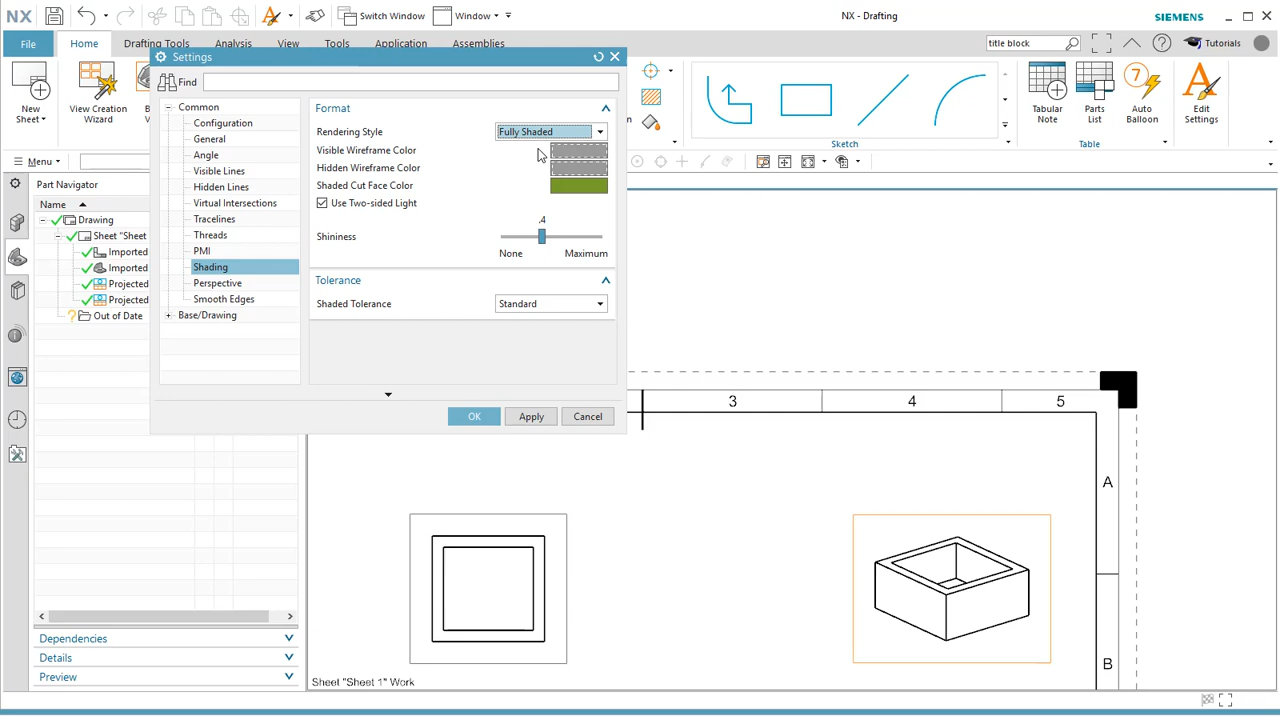 NX
Switch Window
Window
NX - Drafting
SIEMENS
File
Home
Drafting Tools
Analysis
View
Tools
Application
Assemblies
title block
Tutorials
New
Sheet
View Creation
Wizard
B
Settings
Find
Common
Configuration
General
Angle
Visible Lines
Hidden Lines
Virtual Intersections
Tracelines
Threads
PMI
Shading
Perspective
Smooth Edges
Base/Drawing
Format
Rendering Style
Fully Shaded
Visible Wireframe Color
Hidden Wireframe Color
Shaded Cut Face Color
Use Two-sided Light
.4
Shininess
None
Maximum
Tolerance
Shaded Tolerance
Standard
OK
Apply
Cancel
Sketch
Tabular
Note
Parts
List
7
Auto
Balloon
Edit
Settings
Table
Menu
Part Navigator
Name
Drawing
Sheet "Sheet
Imported
Imported
Projected
Projected
Out of Date
Dependencies
Details
Preview
3
4
5
A
B
Sheet "Sheet 1" Work